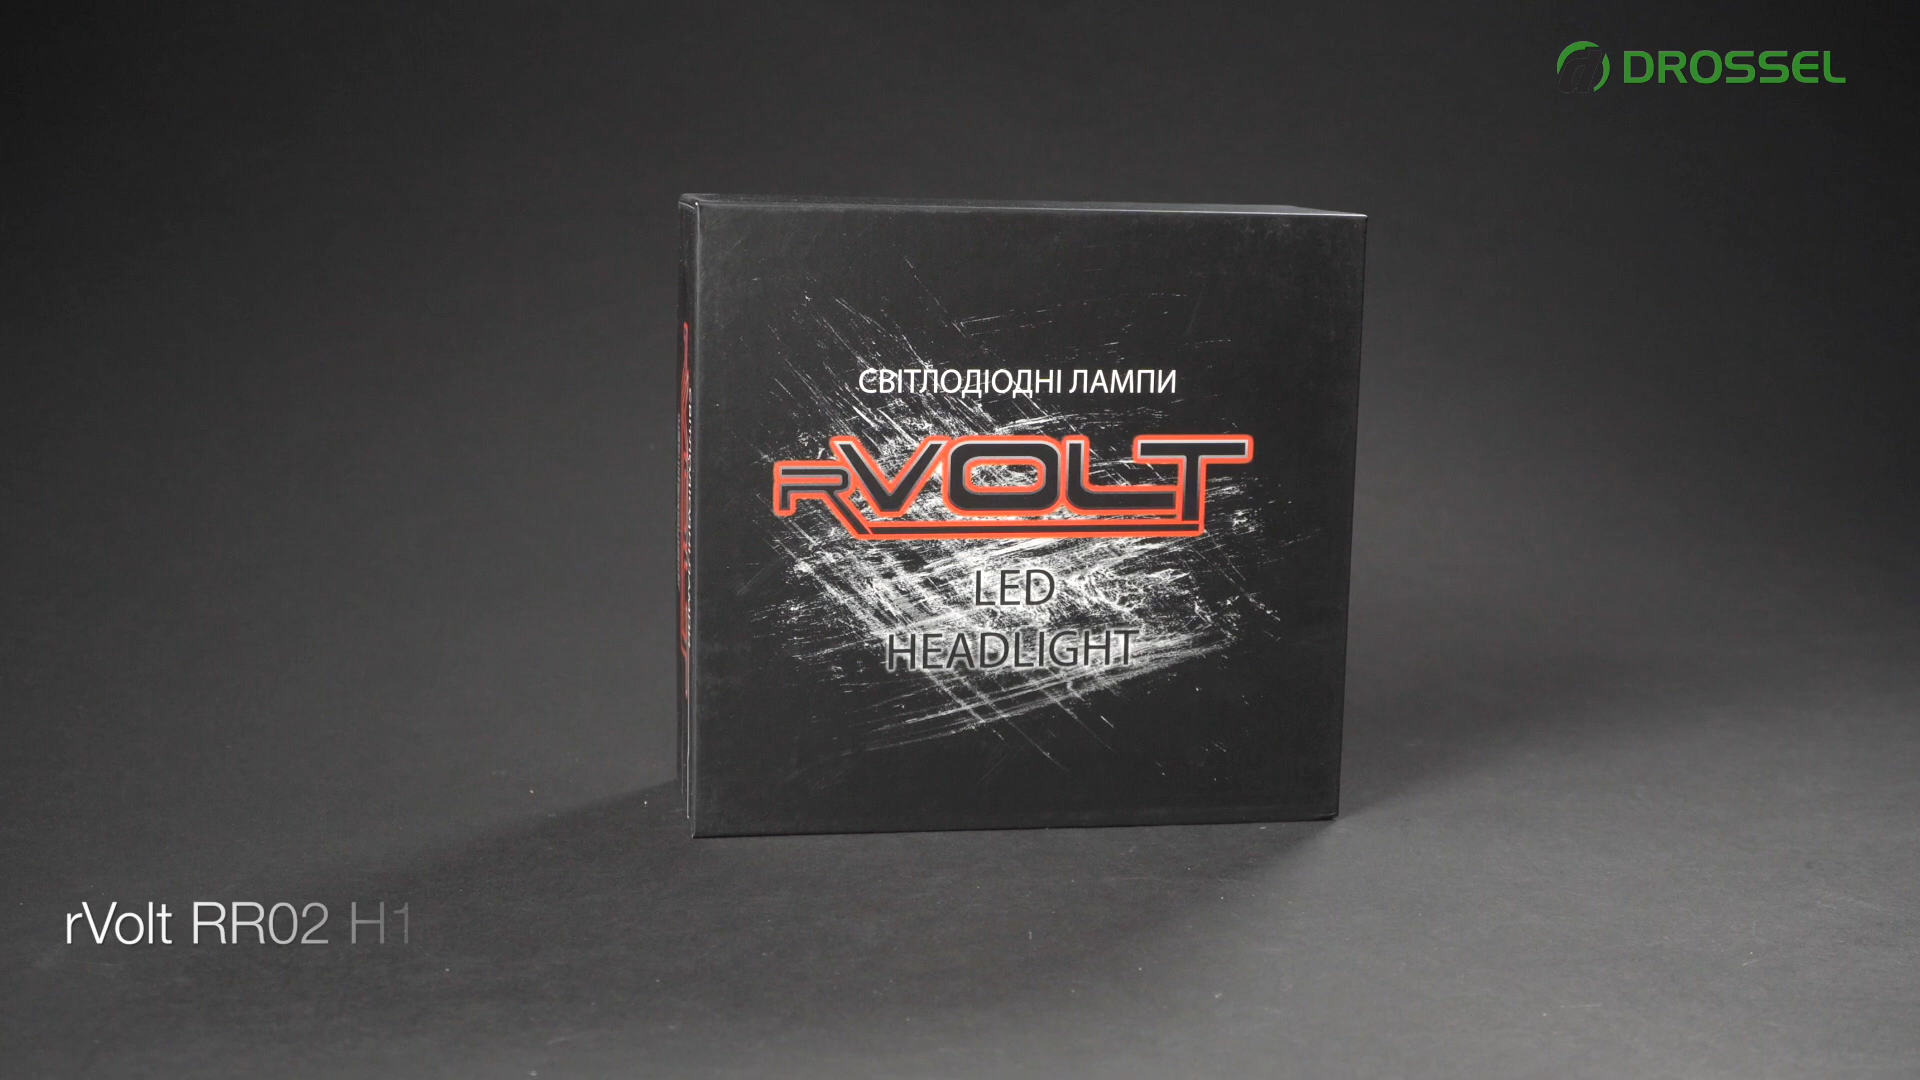 DROSSEL
СВІТЛОДІОДНІ ЛАМПИ
rVOLT
LED
HEADLIGHT
rVolt RR02 H1